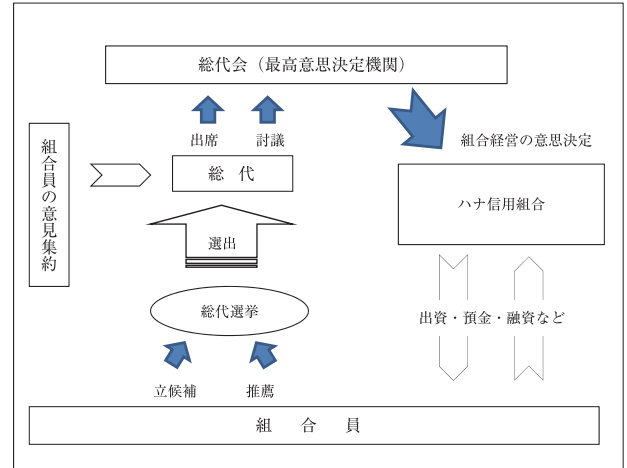 総代会（最高意思決定機関）
出席 討議
組合経営の意思決定
組合員の意見集約
総 代
ハナ信用組合
選出
総代選挙
出資・預金・融資など
立候補 推薦
組 合 員